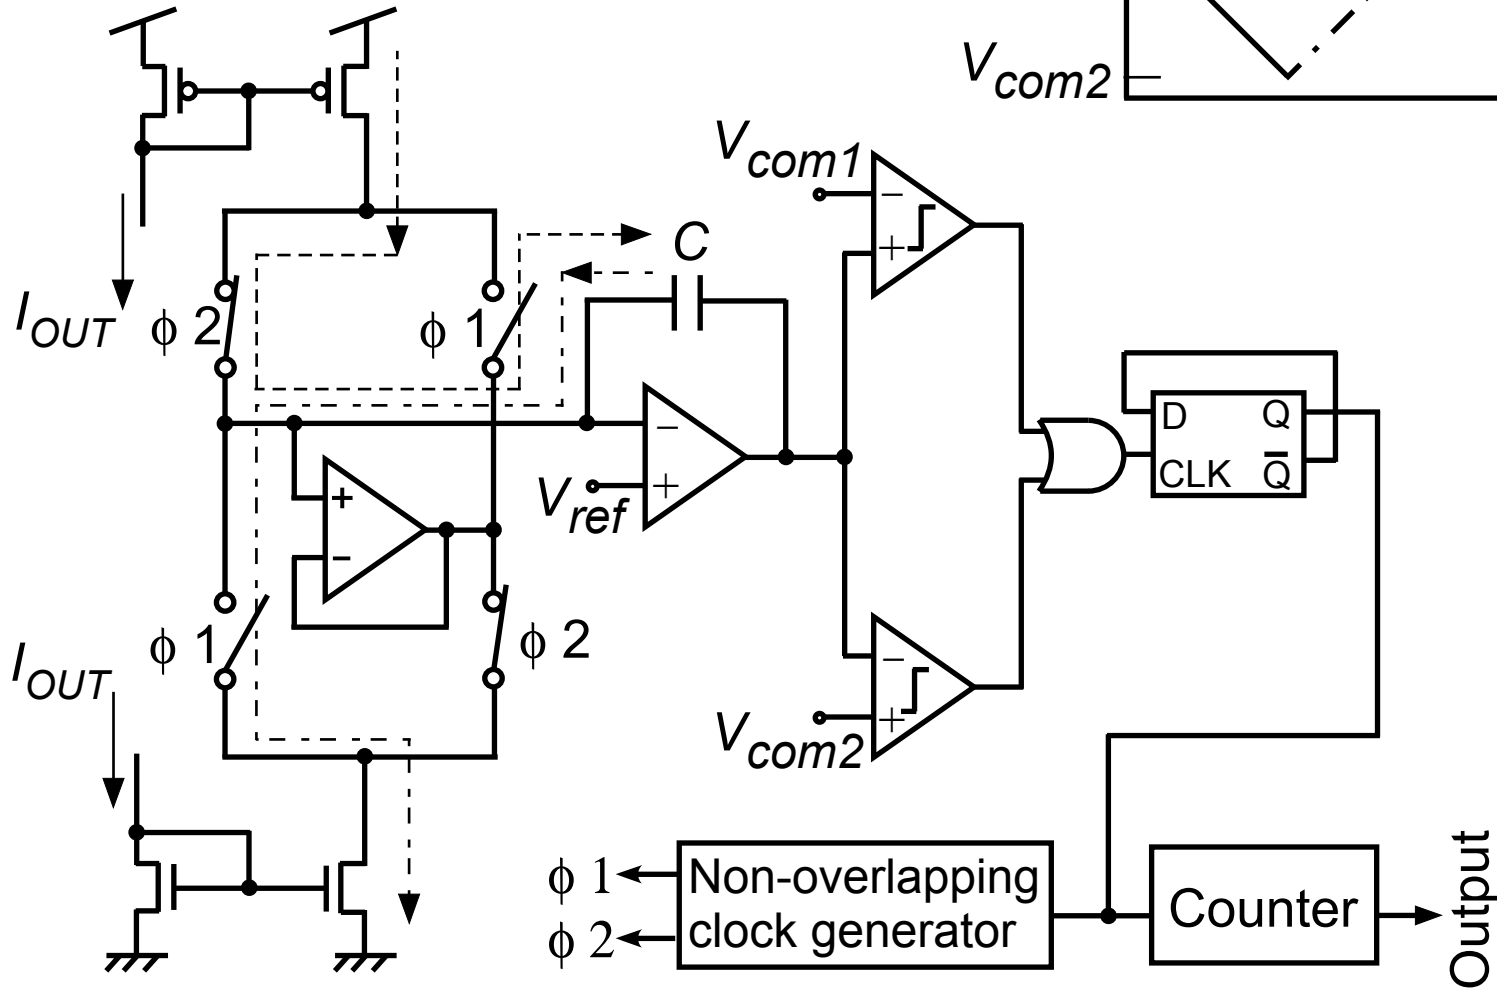 Vcom2
Vcom1
C
IOUT
ϕ 2
ϕ 1
−
+
−
+
Vref
+
−
D Q
CLK Q̅
IOUT
ϕ 1
ϕ 2
−
+
Vcom2
ϕ 1
ϕ 2
Non-overlapping
clock generator
Counter
Output